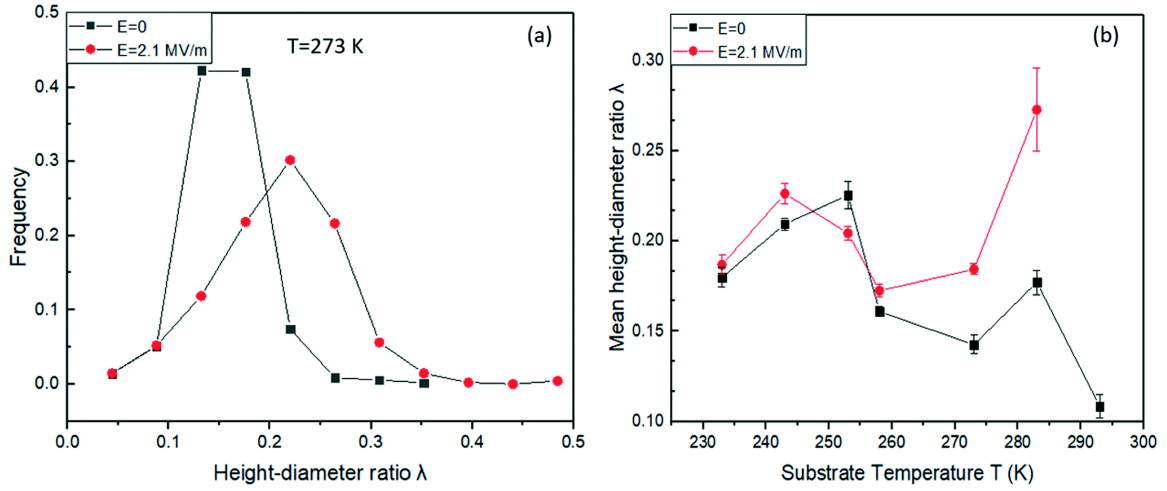 E=0
E=2.1 MV/m
T=273 K
(a)
Frequency
0.5
0.4
0.3
0.2
0.1
0.0
0.0 0.1 0.2 0.3 0.4 0.5
Height-diameter ratio λ
E=0
E=2.1 MV/m
(b)
Mean height-diameter ratio λ
0.30
0.25
0.20
0.15
0.10
230 240 250 260 270 280 290 300
Substrate Temperature T (K)